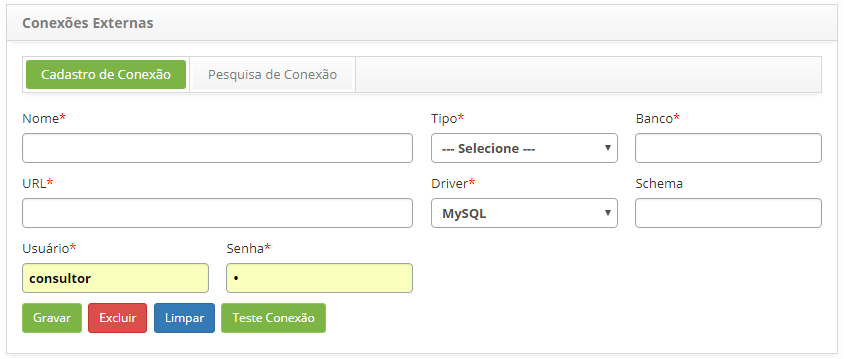 Conexões Externas
Cadastro de Conexão Pesquisa de Conexão
Nome* Tipo* Banco*
--- Selecione ---
URL* Driver* Schema
MySQL
Usuário* Senha*
consultor •
Gravar Excluir Limpar Teste Conexão